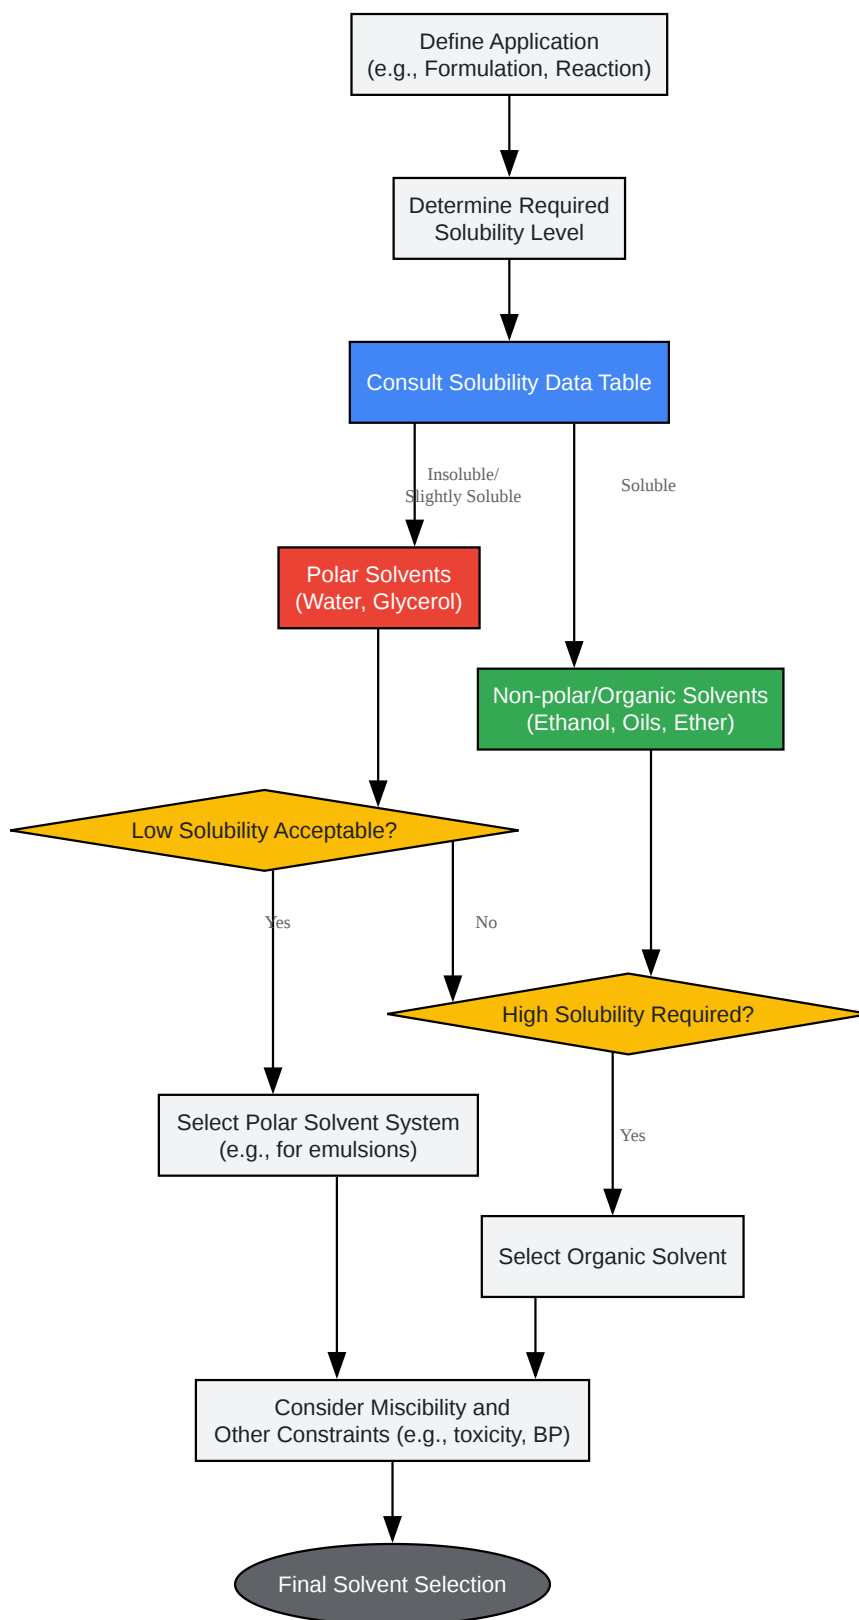 Define Application
(e.g., Formulation, Reaction)
Determine Required
Solubility Level
Consult Solubility Data Table
Insoluble/
Slightly Soluble
Soluble
Polar Solvents
(Water, Glycerol)
Non-polar/Organic Solvents
(Ethanol, Oils, Ether)
Low Solubility Acceptable?
Yes
No
High Solubility Required?
Select Polar Solvent System
(e.g., for emulsions)
Yes
Select Organic Solvent
Consider Miscibility and
Other Constraints (e.g., toxicity, BP)
Final Solvent Selection